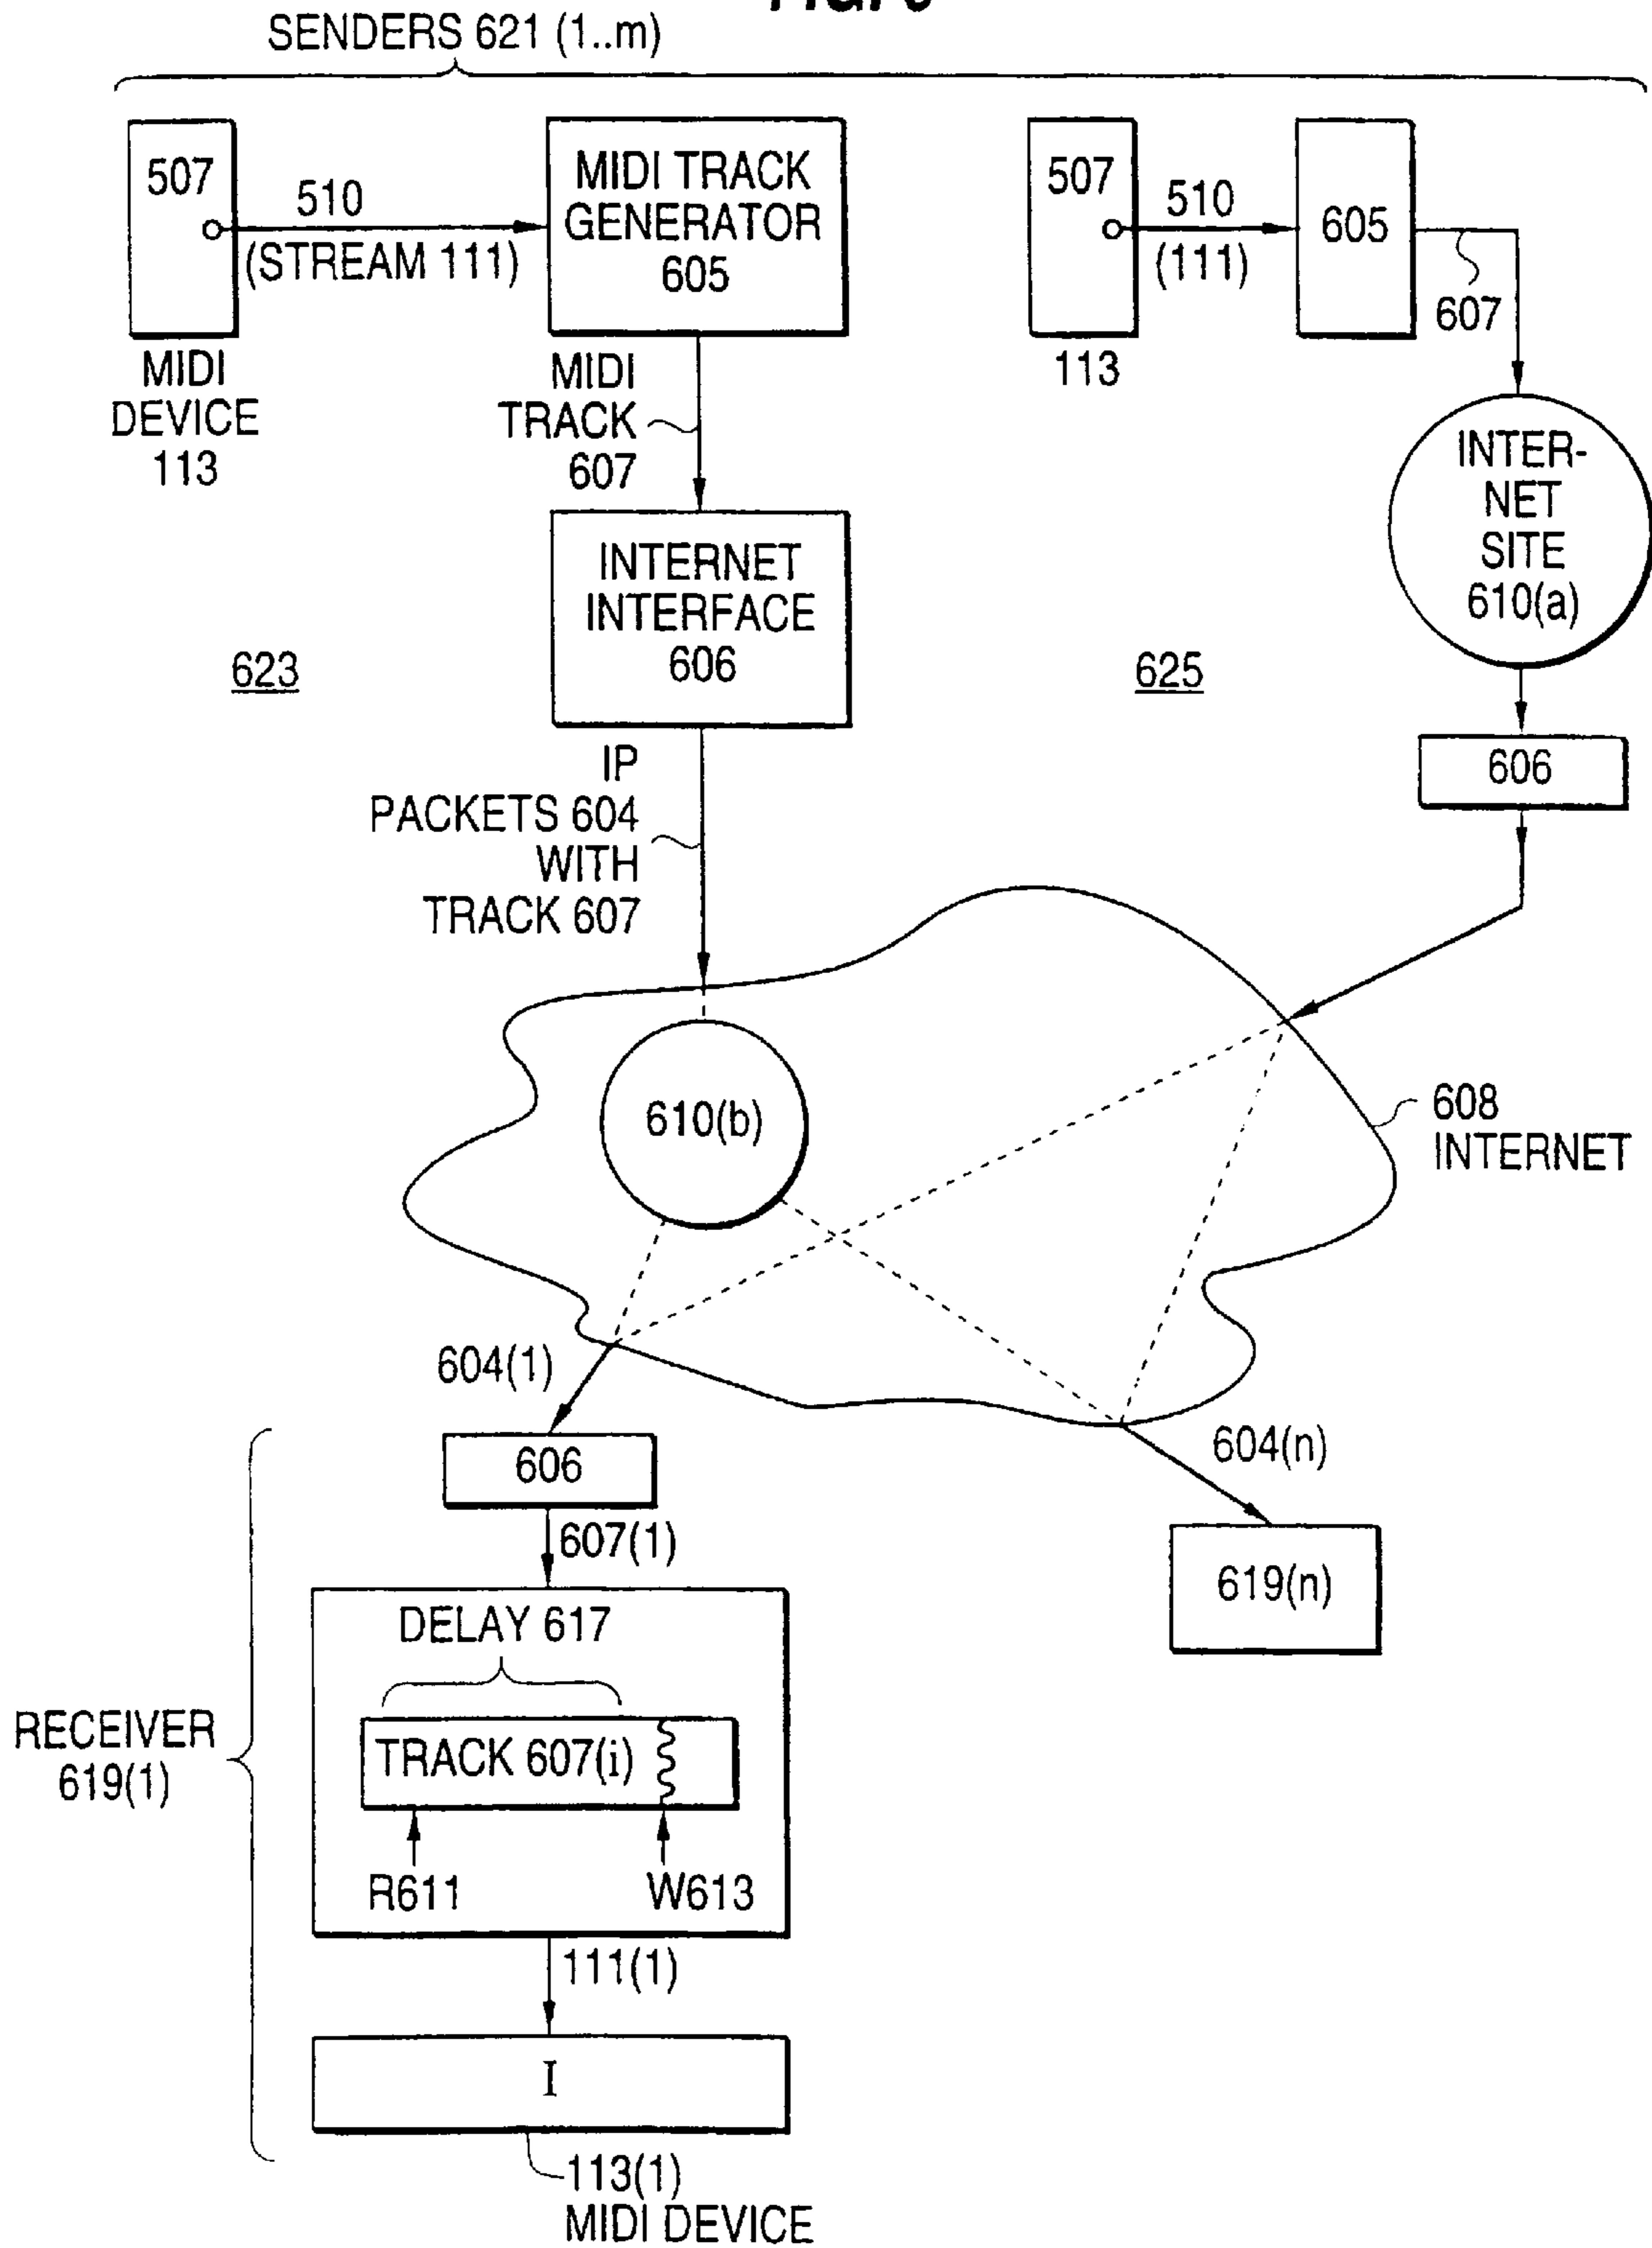 SENDERS 621 (1..m)
507
510
(STREAM 111)
MIDI TRACK
GENERATOR
605
507
510
(111)
605
607
MIDI
DEVICE
113
113
MIDI
TRACK
607
INTER-
NET
SITE
610(a)
INTERNET
INTERFACE
606
623
625
606
IP
PACKETS 604
WITH
TRACK 607
610(b)
608
INTERNET
604(1)
604(n)
606
607(1)
619(n)
DELAY 617
TRACK 607(i)
RECEIVER
619(1)
R611
W613
111(1)
I
113(1)
MIDI DEVICE